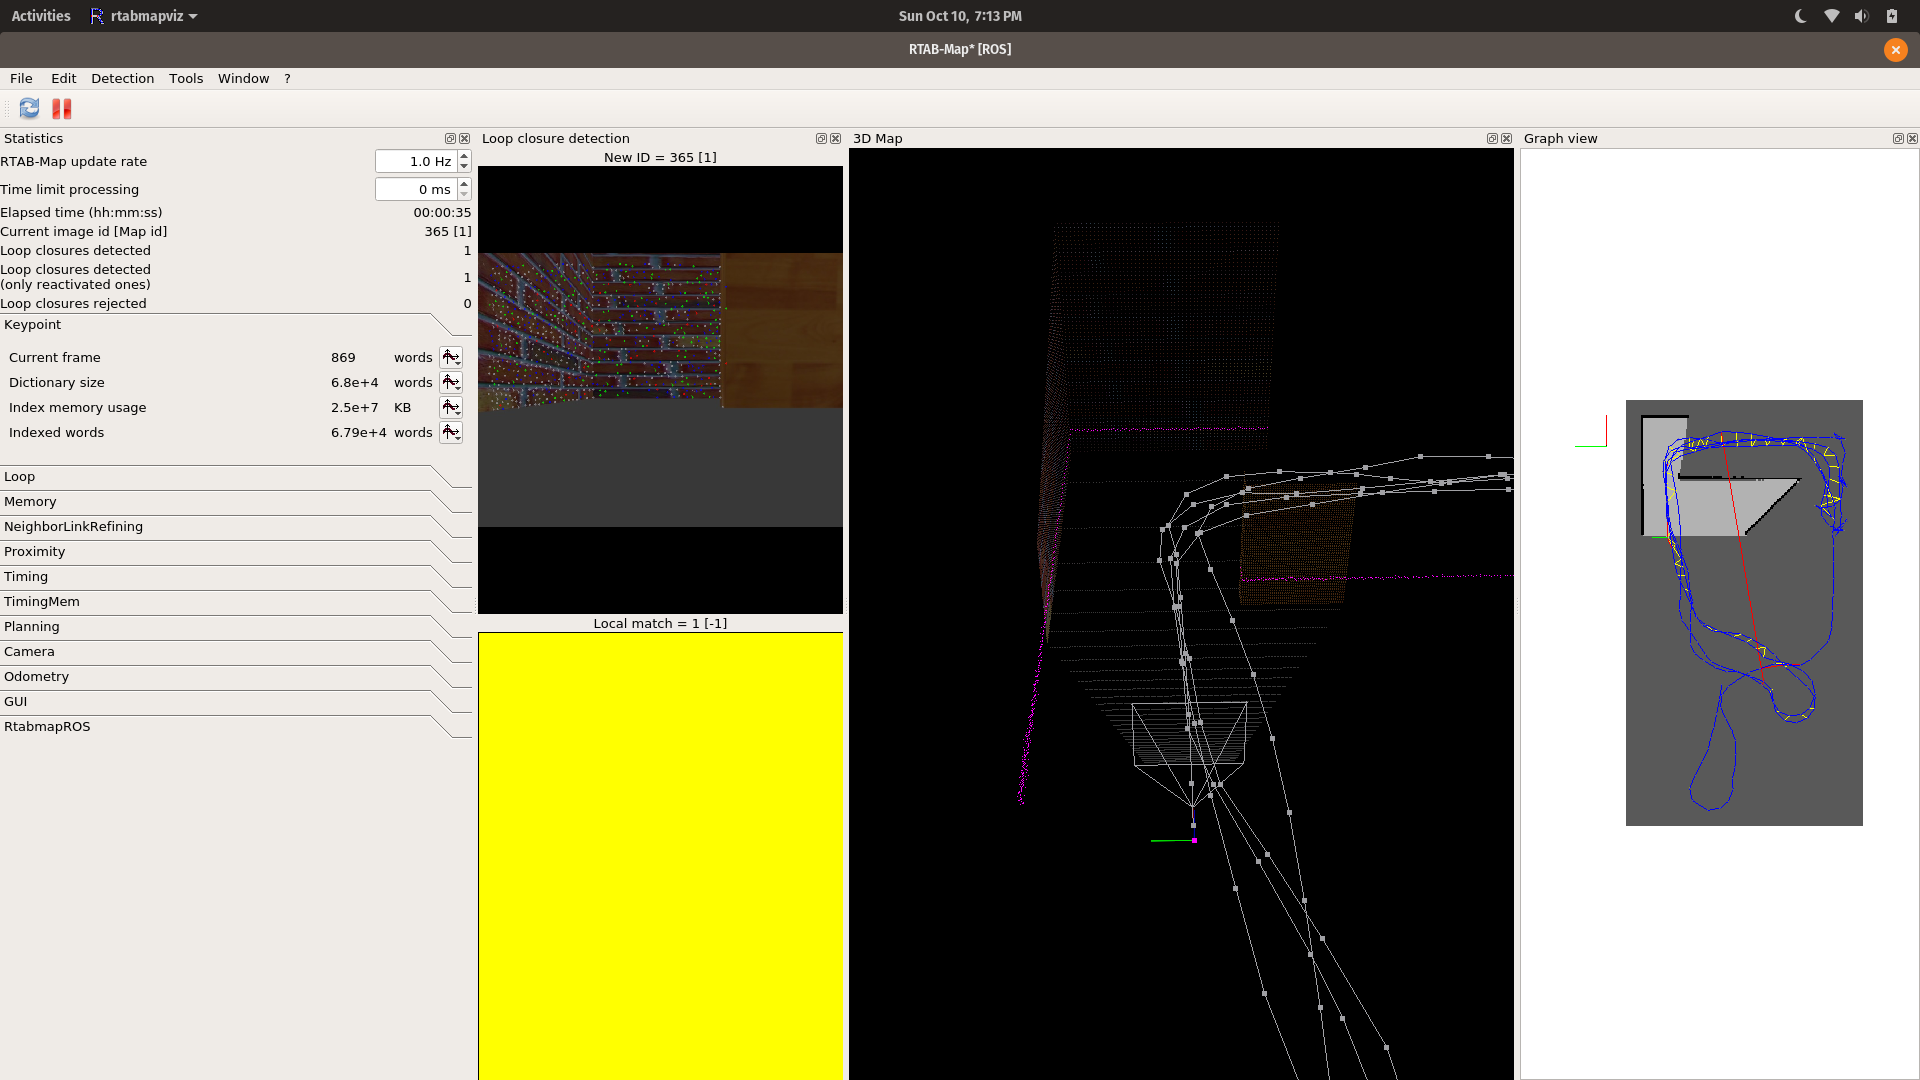 Activities
rtabmapviz
Sun Oct 10, 7:13 PM
RTAB-Map* [ROS]
File Edit Detection Tools Window ?
Statistics
RTAB-Map update rate 1.0 Hz
Time limit processing 0 ms
Elapsed time (hh:mm:ss) 00:00:35
Current image id [Map id] 365 [1]
Loop closures detected 1
Loop closures detected
(only reactivated ones) 1
Loop closures rejected 0
Keypoint
Current frame 869 words
Dictionary size 6.8e+4 words
Index memory usage 2.5e+7 KB
Indexed words 6.79e+4 words
Loop
Memory
NeighborLinkRefining
Proximity
Timing
TimingMem
Planning
Camera
Odometry
GUI
RtabmapROS
Loop closure detection
New ID = 365 [1]
Local match = 1 [-1]
3D Map
Graph view